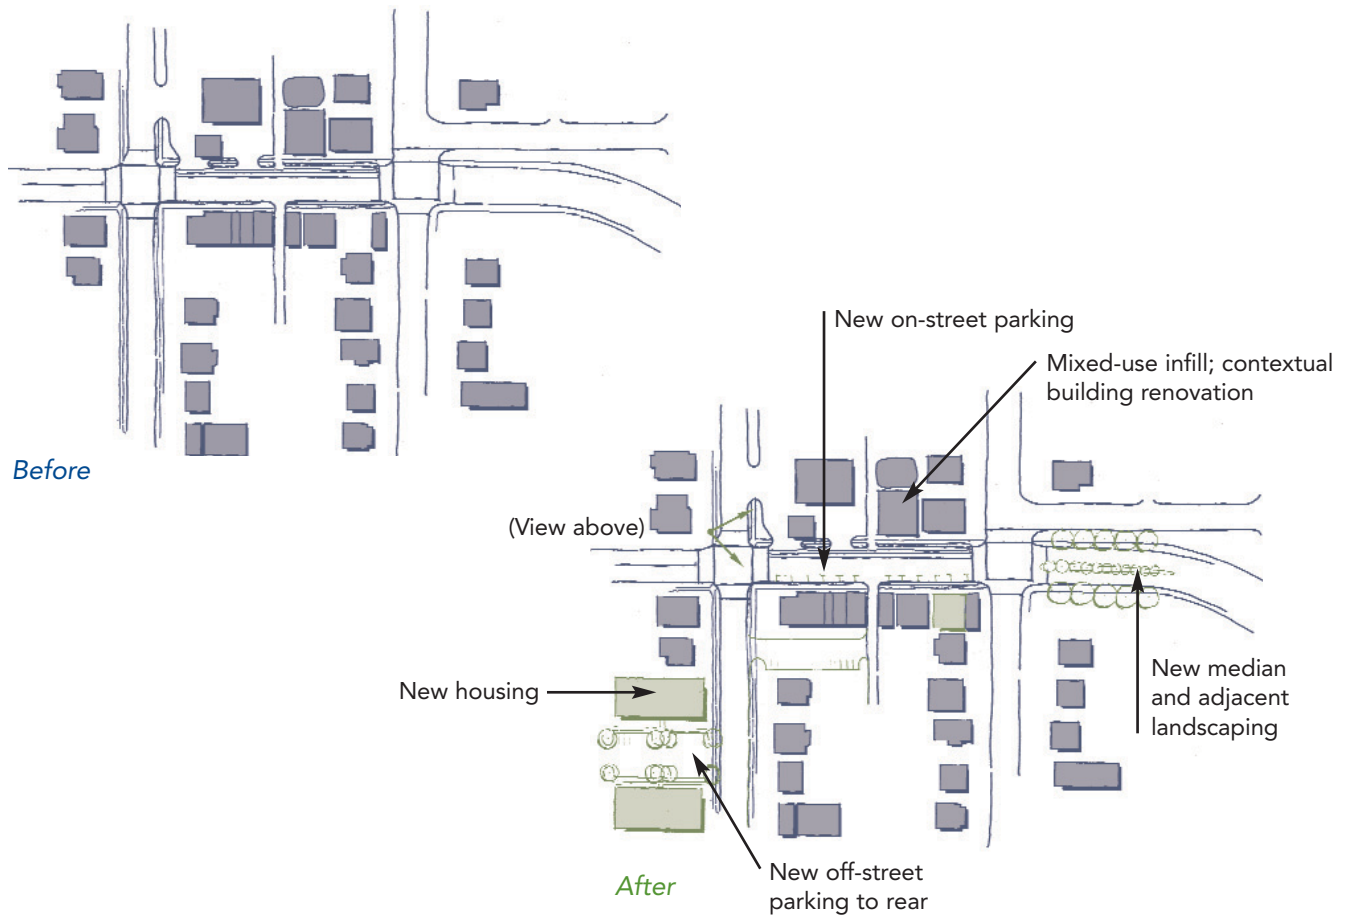 Before
New on-street parking
Mixed-use infill; contextual
building renovation
(View above)
New housing
New median
and adjacent
landscaping
After
New off-street
parking to rear